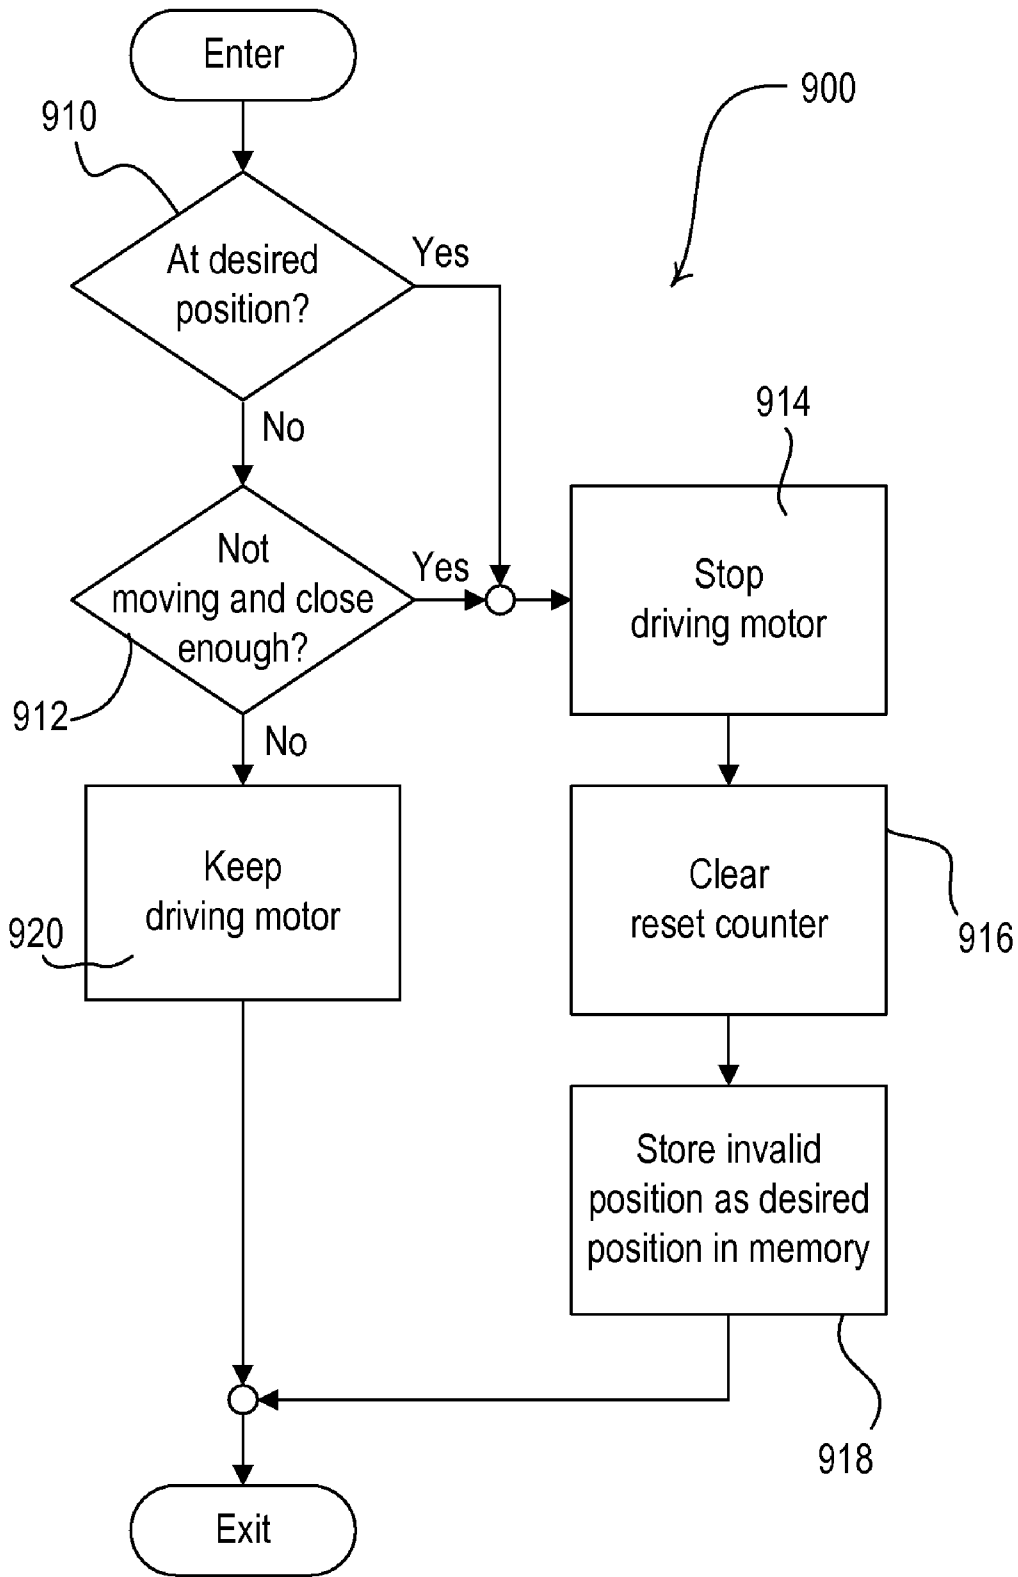 Enter
910
900
At desired
position?
Yes
No
914
Not
moving and close
enough?
Yes
912
No
Stop
driving motor
Keep
driving motor
920
Clear
reset counter
916
Store invalid
position as desired
position in memory
918
Exit